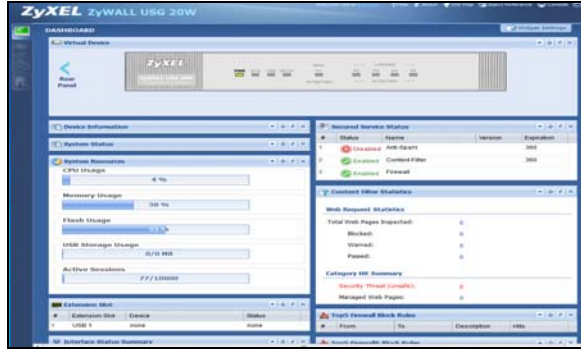 ZyXEL ZyWALL USG 20W
DASHBOARD
Widget Settings
Virtual Device
ZyXEL
Rear
Panel
Device Information
System Status
System Resources
CPU Usage
4 %
Memory Usage
38 %
Flash Usage
USB Storage Usage
0/0 MB
Active Sessions
77/10000
Extension Slot
# Extension Slot Device Status
1 USB 1 none none
Interface Status Summary
Secured Service Status
# Status Name Version Expiration
1 Disabled Anti-Spam 360
2 Enabled Content Filter 360
3 Enabled Firewall
Content Filter Statistics
Web Request Statistics
Total Web Pages Inspected: 0
Blocked: 0
Warned: 0
Passed: 0
Category Hit Summary
Security Threat (unsafe): 0
Managed Web Pages: 0
Top5 Firewall Block Rules
# From To Description Hits